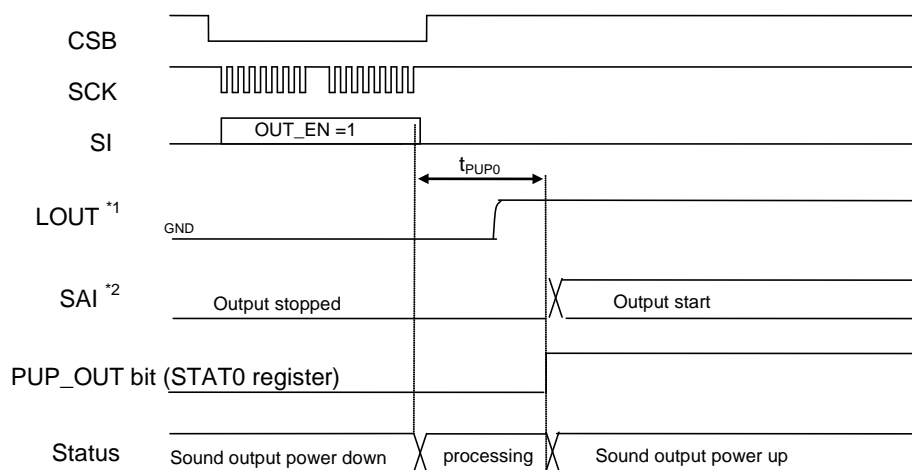 CSB
SCK
SI
OUT_EN =1
tPUP0
LOUT *1
GND
SAI *2
Output stopped
Output start
PUP_OUT bit (STAT0 register)
Status
Sound output power down
processing
Sound output power up